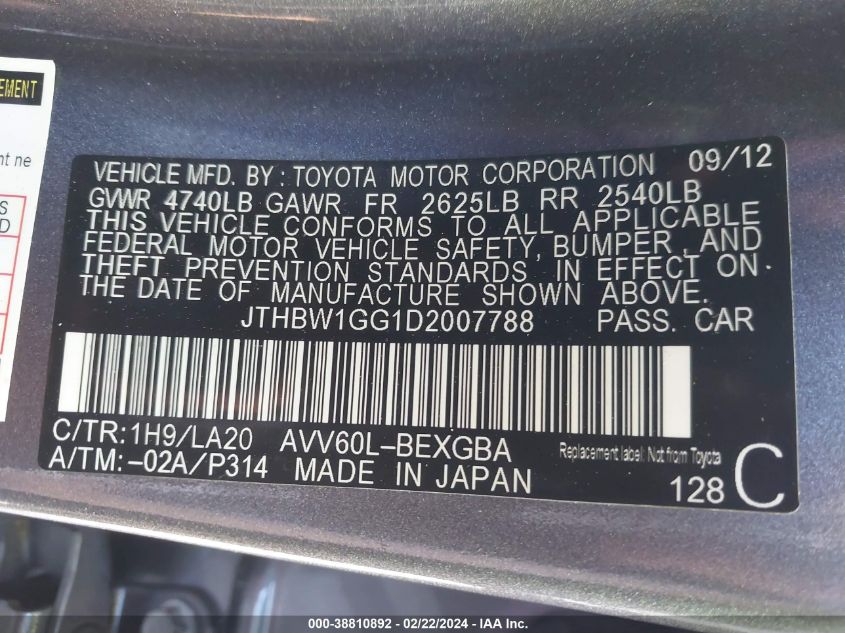 EMENT
nt ne
S
D
VEHICLE MFD. BY : TOYOTA MOTOR CORPORATION 09/12
GVWR 4740LB GAWR FR 2625LB RR 2540LB
THIS VEHICLE CONFORMS TO ALL APPLICABLE
FEDERAL MOTOR VEHICLE SAFETY, BUMPER, AND
THEFT PREVENTION STANDARDS IN EFFECT ON
THE DATE OF MANUFACTURE SHOWN ABOVE.
JTHBW1GG1D2007788 PASS. CAR
C/TR: 1H9/LA20 AVV60L-BEXGBA Replacement label: Not from Toyota
A/TM: -02A/P314 MADE IN JAPAN 128 C
000-38810892 - 02/22/2024 - IAA Inc.